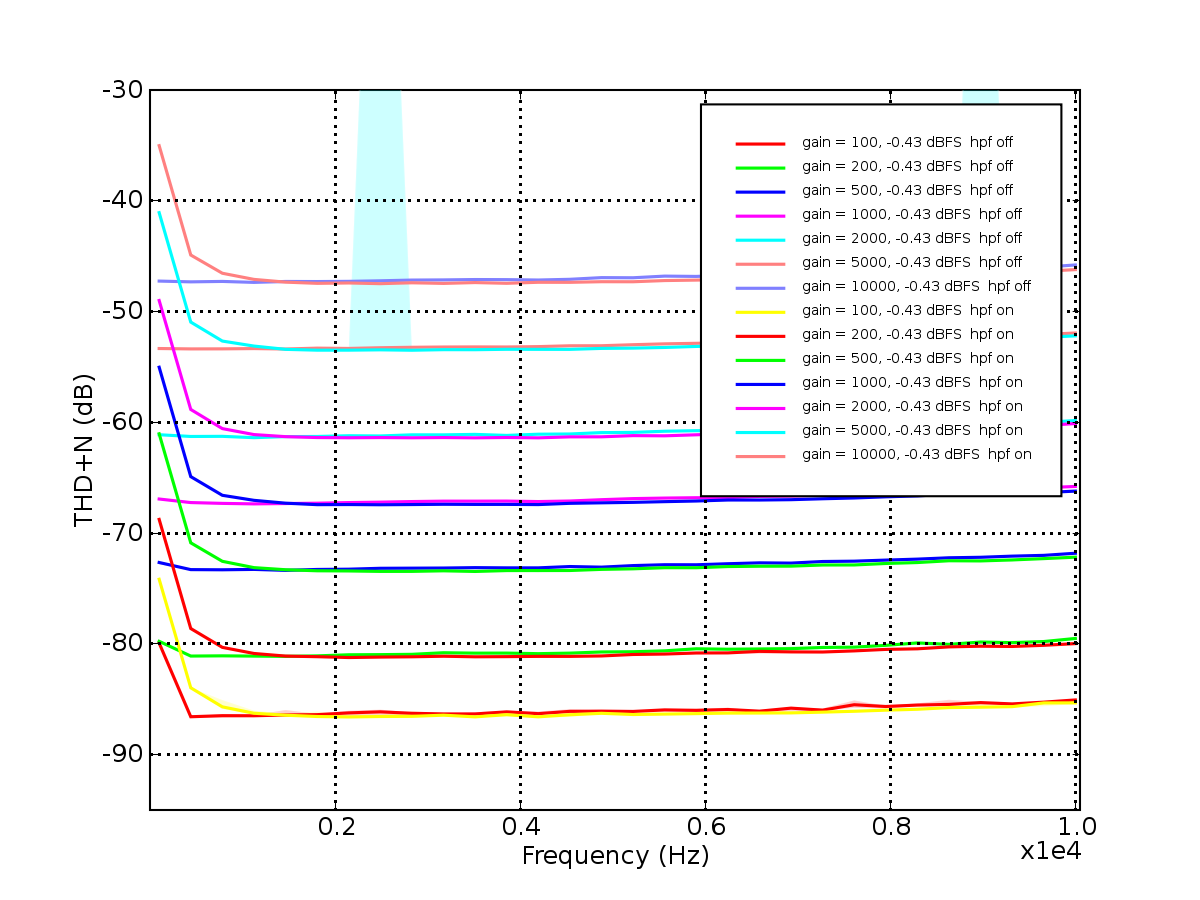 -30
-40
-50
-60
-70
-80
-90
THD+N (dB)
gain = 100, -0.43 dBFS hpf off
gain = 200, -0.43 dBFS hpf off
gain = 500, -0.43 dBFS hpf off
gain = 1000, -0.43 dBFS hpf off
gain = 2000, -0.43 dBFS hpf off
gain = 5000, -0.43 dBFS hpf off
gain = 10000, -0.43 dBFS hpf off
gain = 100, -0.43 dBFS hpf on
gain = 200, -0.43 dBFS hpf on
gain = 500, -0.43 dBFS hpf on
gain = 1000, -0.43 dBFS hpf on
gain = 2000, -0.43 dBFS hpf on
gain = 5000, -0.43 dBFS hpf on
gain = 10000, -0.43 dBFS hpf on
0.2 0.4 0.6 0.8 1.0
x1e4
Frequency (Hz)